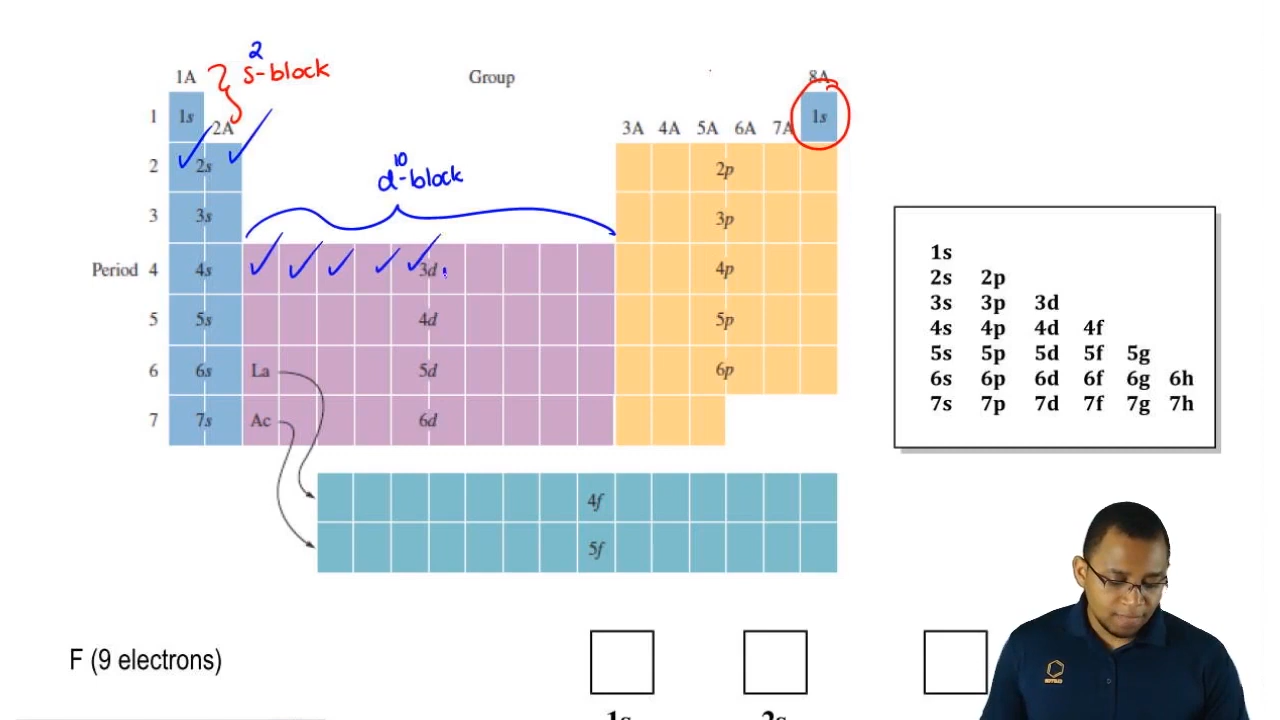 2
s-block
1A Group 8A
1 1s 2A 3A 4A 5A 6A 7A 1s
10
d-block
2 2s 2p
3 3s 3p
Period 4 4s 3d 4p
5 5s 4d 5p
6 6s La 5d 6p
7 7s Ac 6d
4f
5f
1s
2s 2p
3s 3p 3d
4s 4p 4d 4f
5s 5p 5d 5f 5g
6s 6p 6d 6f 6g 6h
7s 7p 7d 7f 7g 7h
F (9 electrons)
1s 2s